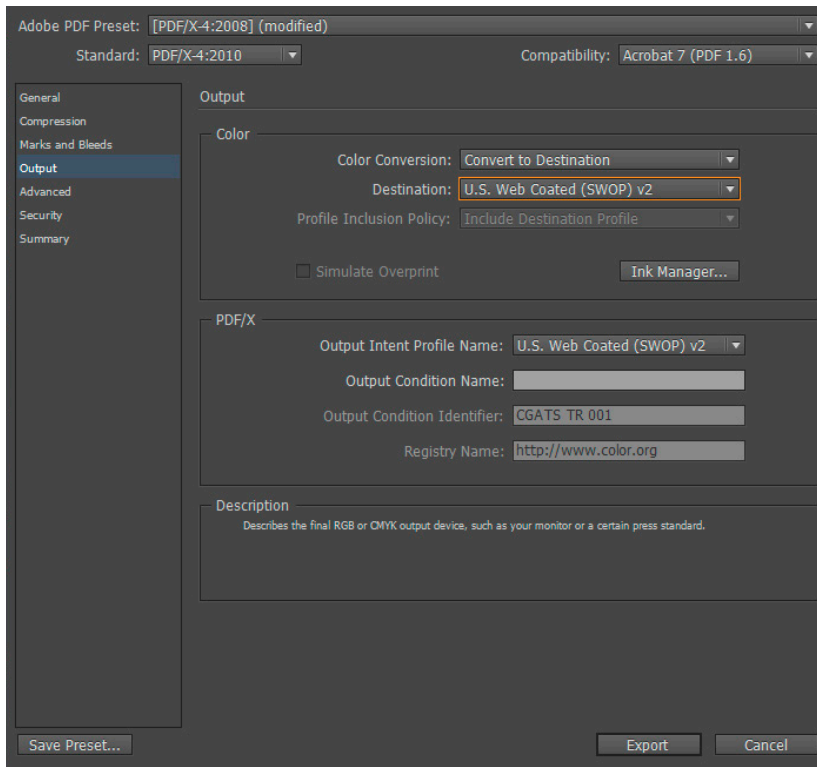 Adobe PDF Preset: [PDF/X-4:2008] (modified)
Standard: PDF/X-4:2010 Compatibility: Acrobat 7 (PDF 1.6)
General
Compression
Marks and Bleeds
Output
Advanced
Security
Summary
Output
Color
Color Conversion: Convert to Destination
Destination: U.S. Web Coated (SWOP) v2
Profile Inclusion Policy: Include Destination Profile
Simulate Overprint Ink Manager...
PDF/X
Output Intent Profile Name: U.S. Web Coated (SWOP) v2
Output Condition Name:
Output Condition Identifier: CGATS TR 001
Registry Name: http://www.color.org
Description
Describes the final RGB or CMYK output device, such as your monitor or a certain press standard.
Save Preset... Export Cancel